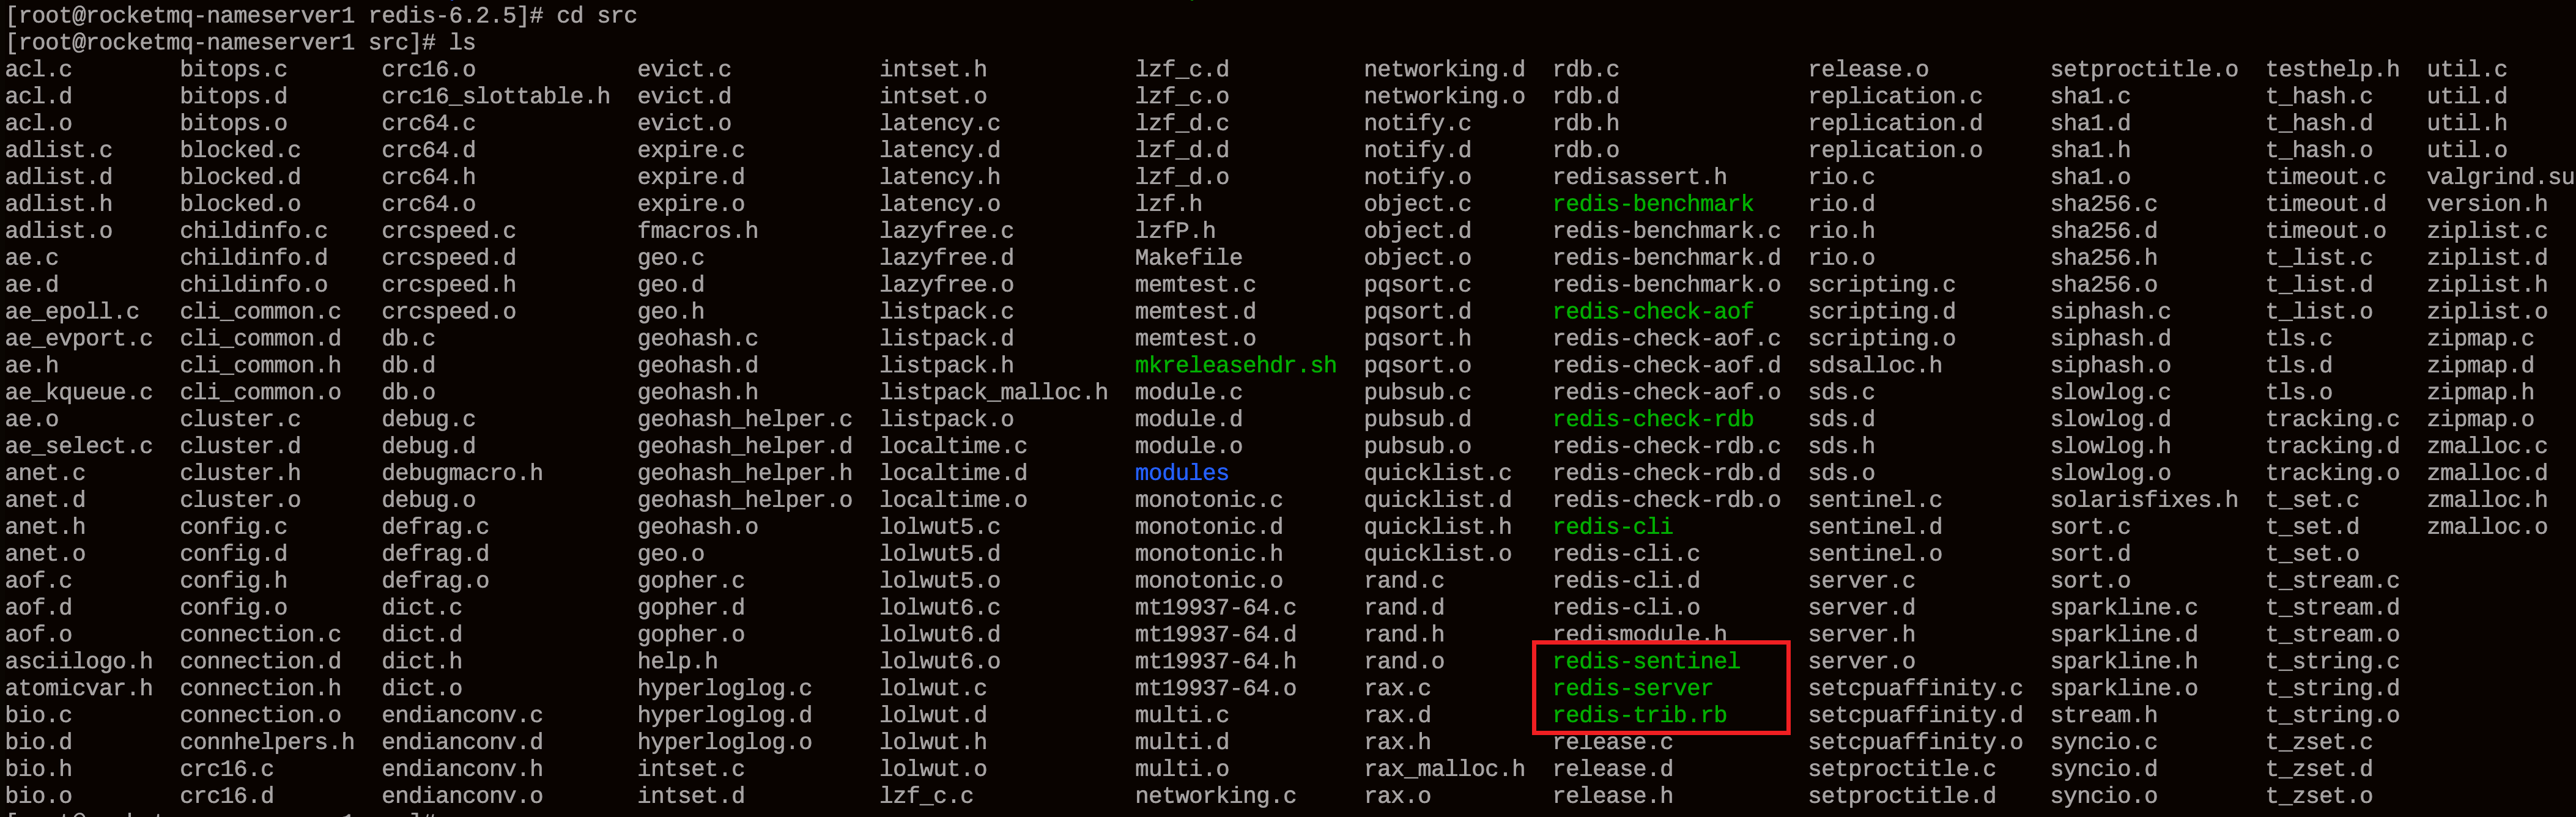 [root@rocketmq-nameserver1 redis-6.2.5]# cd src
[root@rocketmq-nameserver1 src]# ls
acl.c bitops.c crc16.o evict.c intset.h lzf_c.d networking.d rdb.c release.o setproctitle.o testhelp.h util.c
acl.d bitops.d crc16_slottable.h evict.d intset.o lzf_c.o networking.o rdb.d replication.c sha1.c t_hash.c util.d
acl.o bitops.o crc64.c evict.o latency.c lzf_d.c notify.c rdb.h replication.d sha1.d t_hash.d util.h
adlist.c blocked.c crc64.d expire.c latency.d lzf_d.d notify.d rdb.o replication.o sha1.h t_hash.o util.o
adlist.d blocked.d crc64.h expire.d latency.h lzf_d.o notify.o redisassert.h rio.c sha1.o timeout.c valgrind.su
adlist.h blocked.o crc64.o expire.o latency.o lzf.h object.c redis-benchmark rio.d sha256.c timeout.d version.h
adlist.o childinfo.c crcspeed.c fmacros.h lazyfree.c lzfP.h object.d redis-benchmark.c rio.h sha256.d timeout.o ziplist.c
ae.c childinfo.d crcspeed.d geo.c lazyfree.d Makefile object.o redis-benchmark.d rio.o sha256.h t_list.c ziplist.d
ae.d childinfo.o crcspeed.h geo.d lazyfree.o memtest.c pqsort.c redis-benchmark.o scripting.c sha256.o t_list.d ziplist.h
ae_epoll.c cli_common.c crcspeed.o geo.h listpack.c memtest.d pqsort.d redis-check-aof scripting.d siphash.c t_list.o ziplist.o
ae_evport.c cli_common.d db.c geohash.c listpack.d memtest.o pqsort.h redis-check-aof.c scripting.o siphash.d tls.c zipmap.c
ae.h cli_common.h db.d geohash.d listpack.h mkreleasehdr.sh pqsort.o redis-check-aof.d sdsalloc.h siphash.o tls.d zipmap.d
ae_kqueue.c cli_common.o db.o geohash.h listpack_malloc.h module.c pubsub.c redis-check-aof.o sds.c slowlog.c tls.o zipmap.h
ae.o cluster.c debug.c geohash_helper.c listpack.o module.d pubsub.d redis-check-rdb sds.d slowlog.d tracking.c zipmap.o
ae_select.c cluster.d debug.d geohash_helper.d localtime.c module.o pubsub.o redis-check-rdb.c sds.h slowlog.h tracking.d zmalloc.c
anet.c cluster.h debugmacro.h geohash_helper.h localtime.d modules quicklist.c redis-check-rdb.d sds.o slowlog.o tracking.o zmalloc.d
anet.d cluster.o debug.o geohash_helper.o localtime.o monotonic.c quicklist.d redis-check-rdb.o sentinel.c solarisfixes.h t_set.c zmalloc.h
anet.h config.c defrag.c geohash.o lolwut5.c monotonic.d quicklist.h redis-cli sentinel.d sort.c t_set.d zmalloc.o
anet.o config.d defrag.d geo.o lolwut5.d monotonic.h quicklist.o redis-cli.c sentinel.o sort.d t_set.o
aof.c config.h defrag.o gopher.c lolwut5.o monotonic.o rand.c redis-cli.d server.c sort.o t_stream.c
aof.d config.o dict.c gopher.d lolwut6.c mt19937-64.c rand.d redis-cli.o server.d sparkline.c t_stream.d
aof.o connection.c dict.d gopher.o lolwut6.d mt19937-64.d rand.h redismodule.h server.h sparkline.d t_stream.o
asciilogo.h connection.d dict.h help.h lolwut6.o mt19937-64.h rand.o redis-sentinel server.o sparkline.h t_string.c
atomicvar.h connection.h dict.o hyperloglog.c lolwut.c mt19937-64.o rax.c redis-server setcpuaffinity.c sparkline.o t_string.d
bio.c connection.o endianconv.c hyperloglog.d lolwut.d multi.c rax.d redis-trib.rb setcpuaffinity.d stream.h t_string.o
bio.d connhelpers.h endianconv.d hyperloglog.o lolwut.h multi.d rax.h release.c setcpuaffinity.o syncio.c t_zset.c
bio.h crc16.c endianconv.h intset.c lolwut.o multi.o rax_malloc.h release.d setproctitle.c syncio.d t_zset.d
bio.o crc16.d endianconv.o intset.d lzf_c.c networking.c rax.o release.h setproctitle.d syncio.o t_zset.o